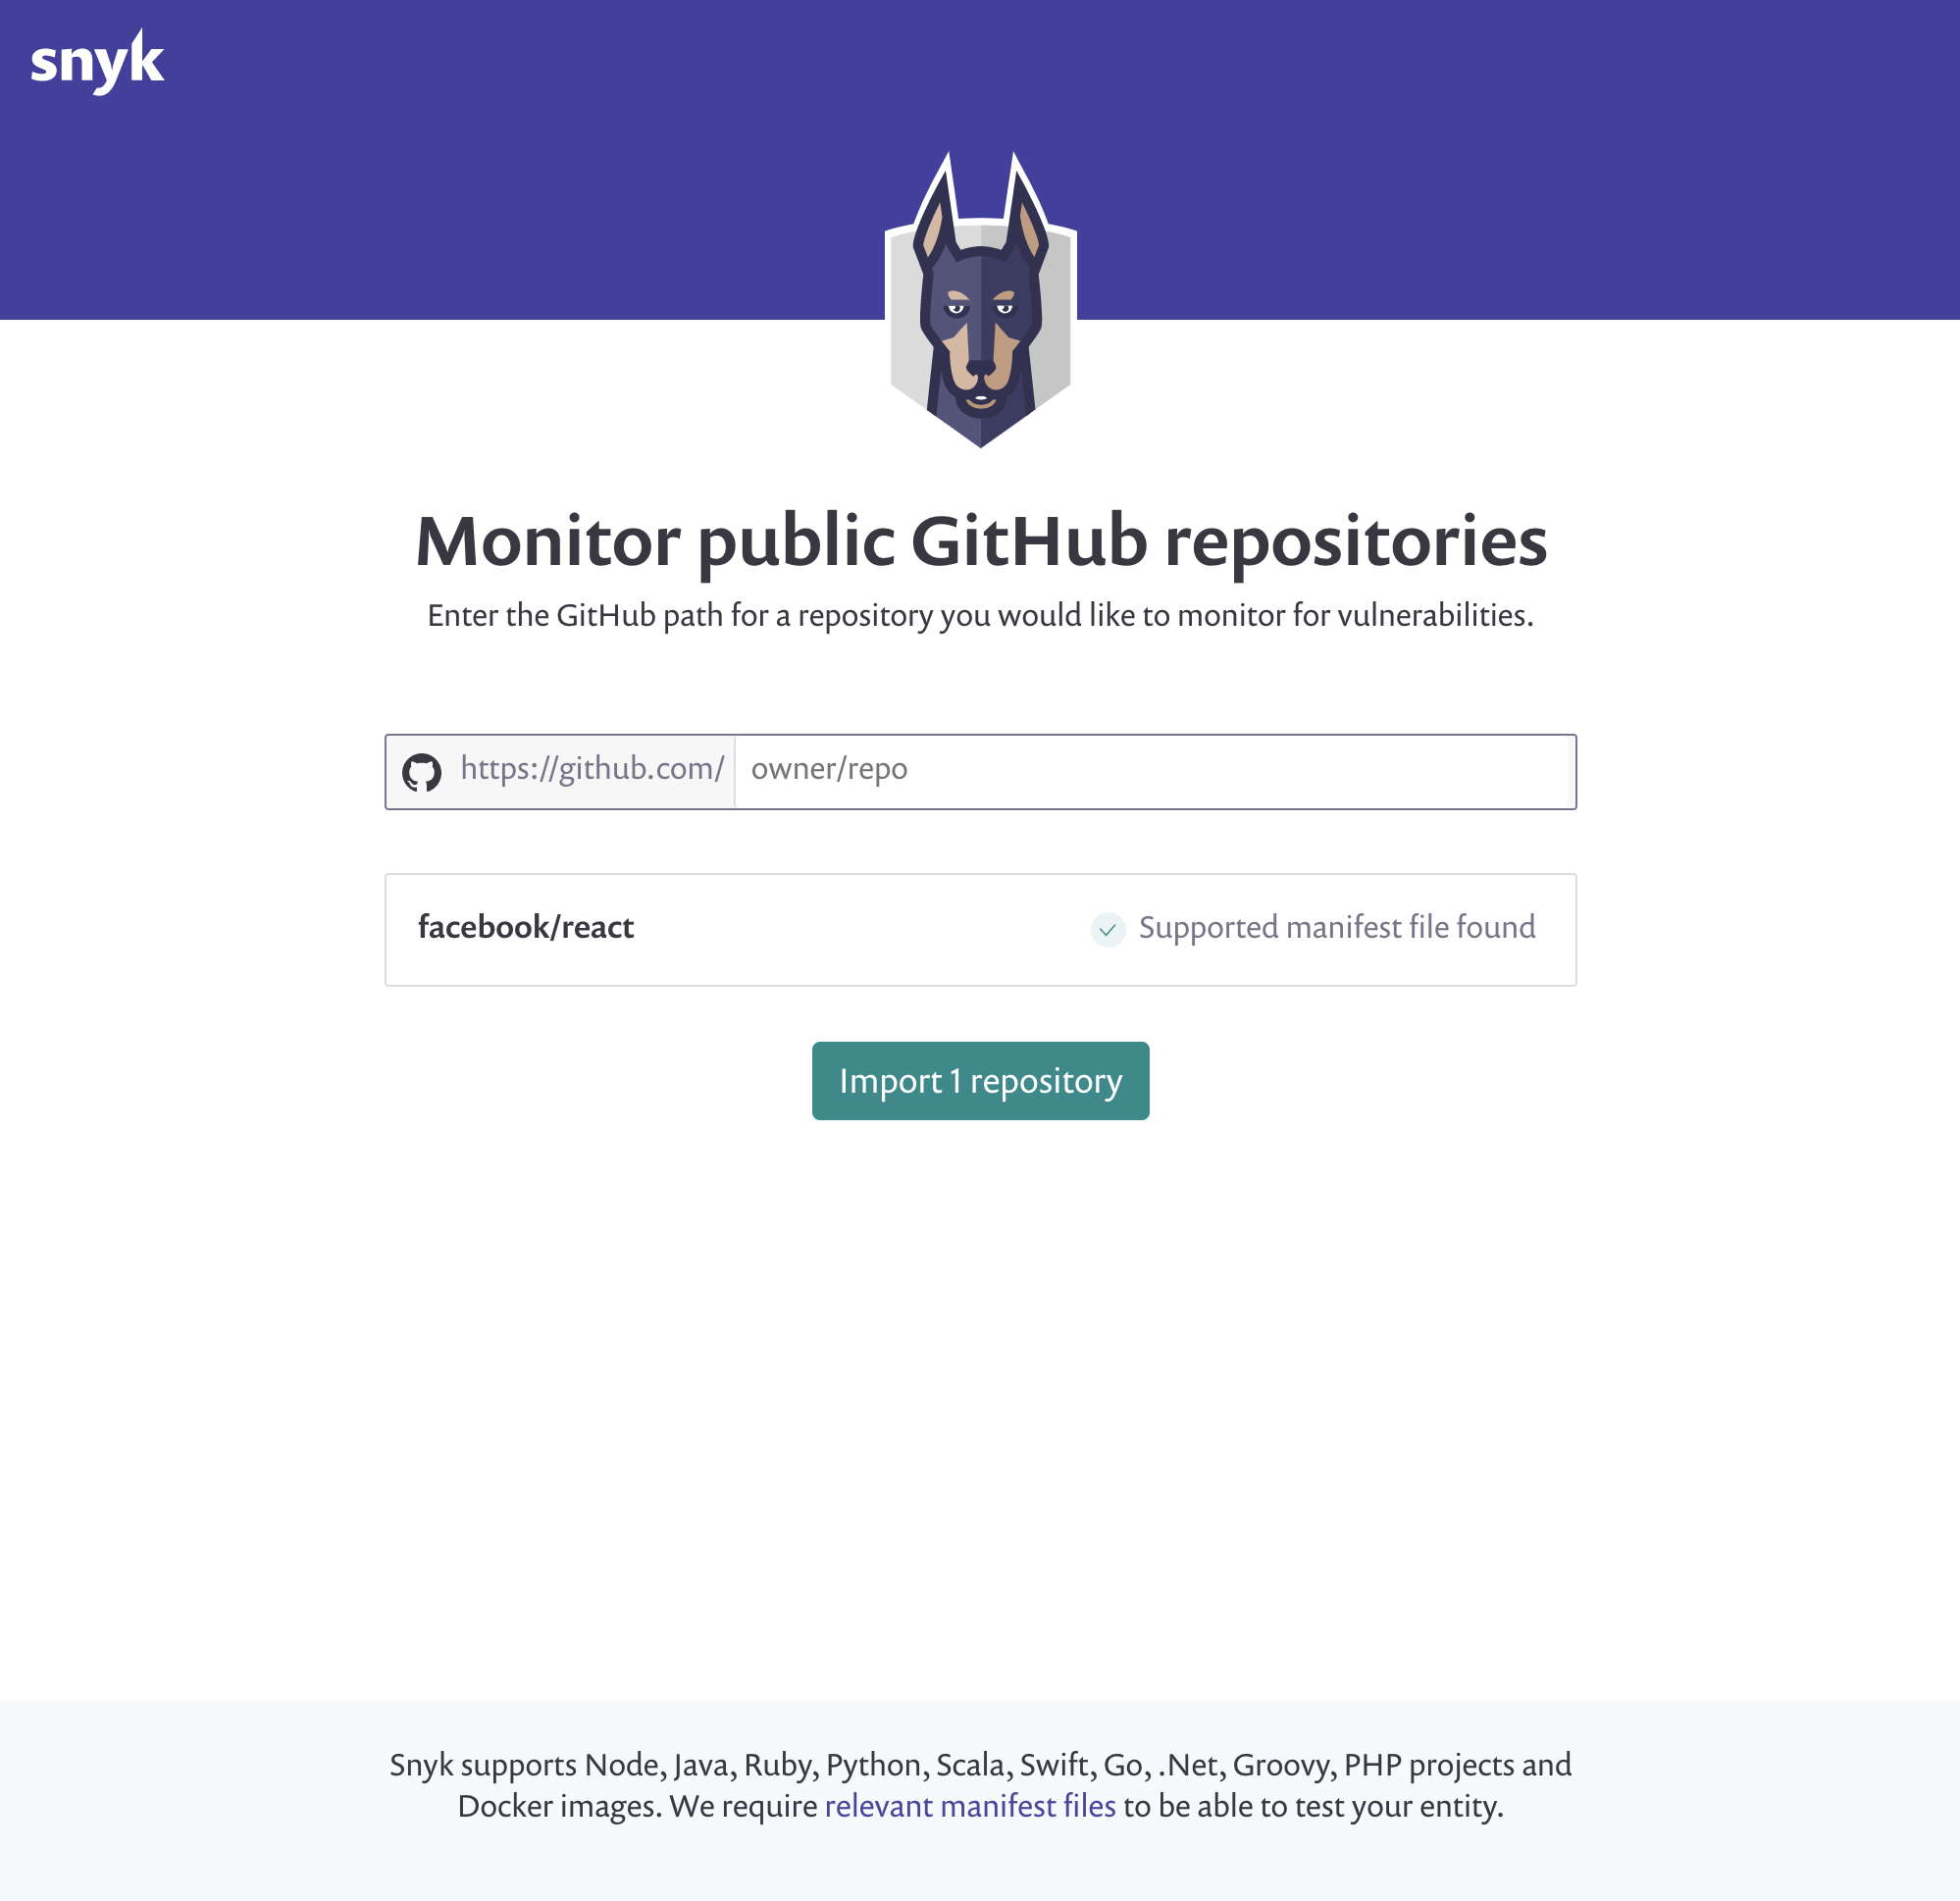 snyk
Monitor public GitHub repositories
Enter the GitHub path for a repository you would like to monitor for vulnerabilities.
https://github.com/ owner/repo
facebook/react Supported manifest file found
Import 1 repository
Snyk supports Node, Java, Ruby, Python, Scala, Swift, Go, .Net, Groovy, PHP projects and
Docker images. We require relevant manifest files to be able to test your entity.